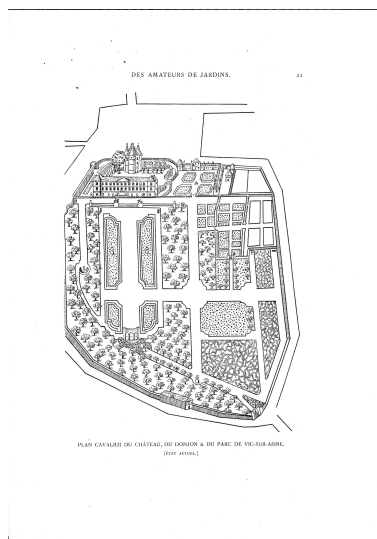 DES AMATEURS DE JARDINS. 21
PLAN CAVALIER DU CHÂTEAU, DU DONJON & DU PARC DE VIC-SUR-AISNE,
[ÉTAT ACTUEL.]